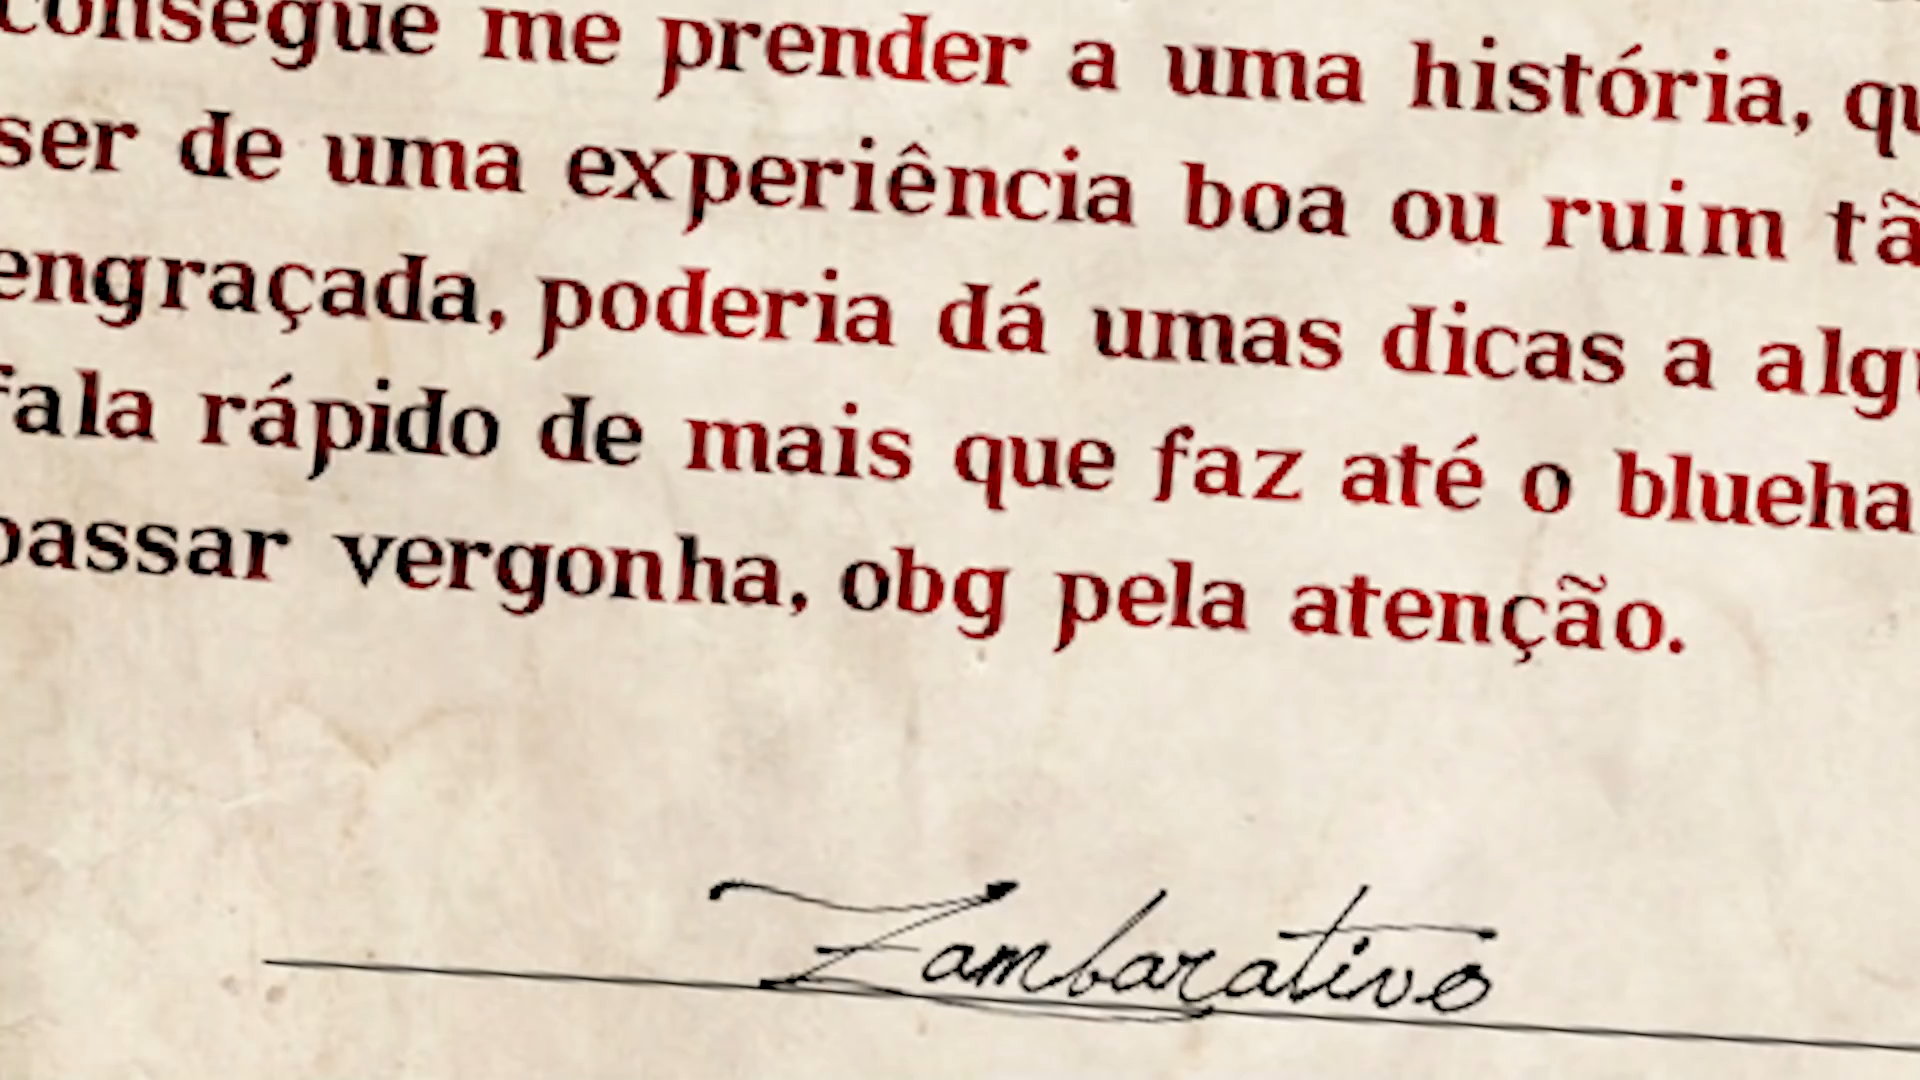 consegue me prender a uma história, qu
ser de uma experiência boa ou ruim tã
engraçada, poderia dá umas dicas a algu
fala rápido de mais que faz até o blueha
passar vergonha, obg pela atenção.
Zambarativo